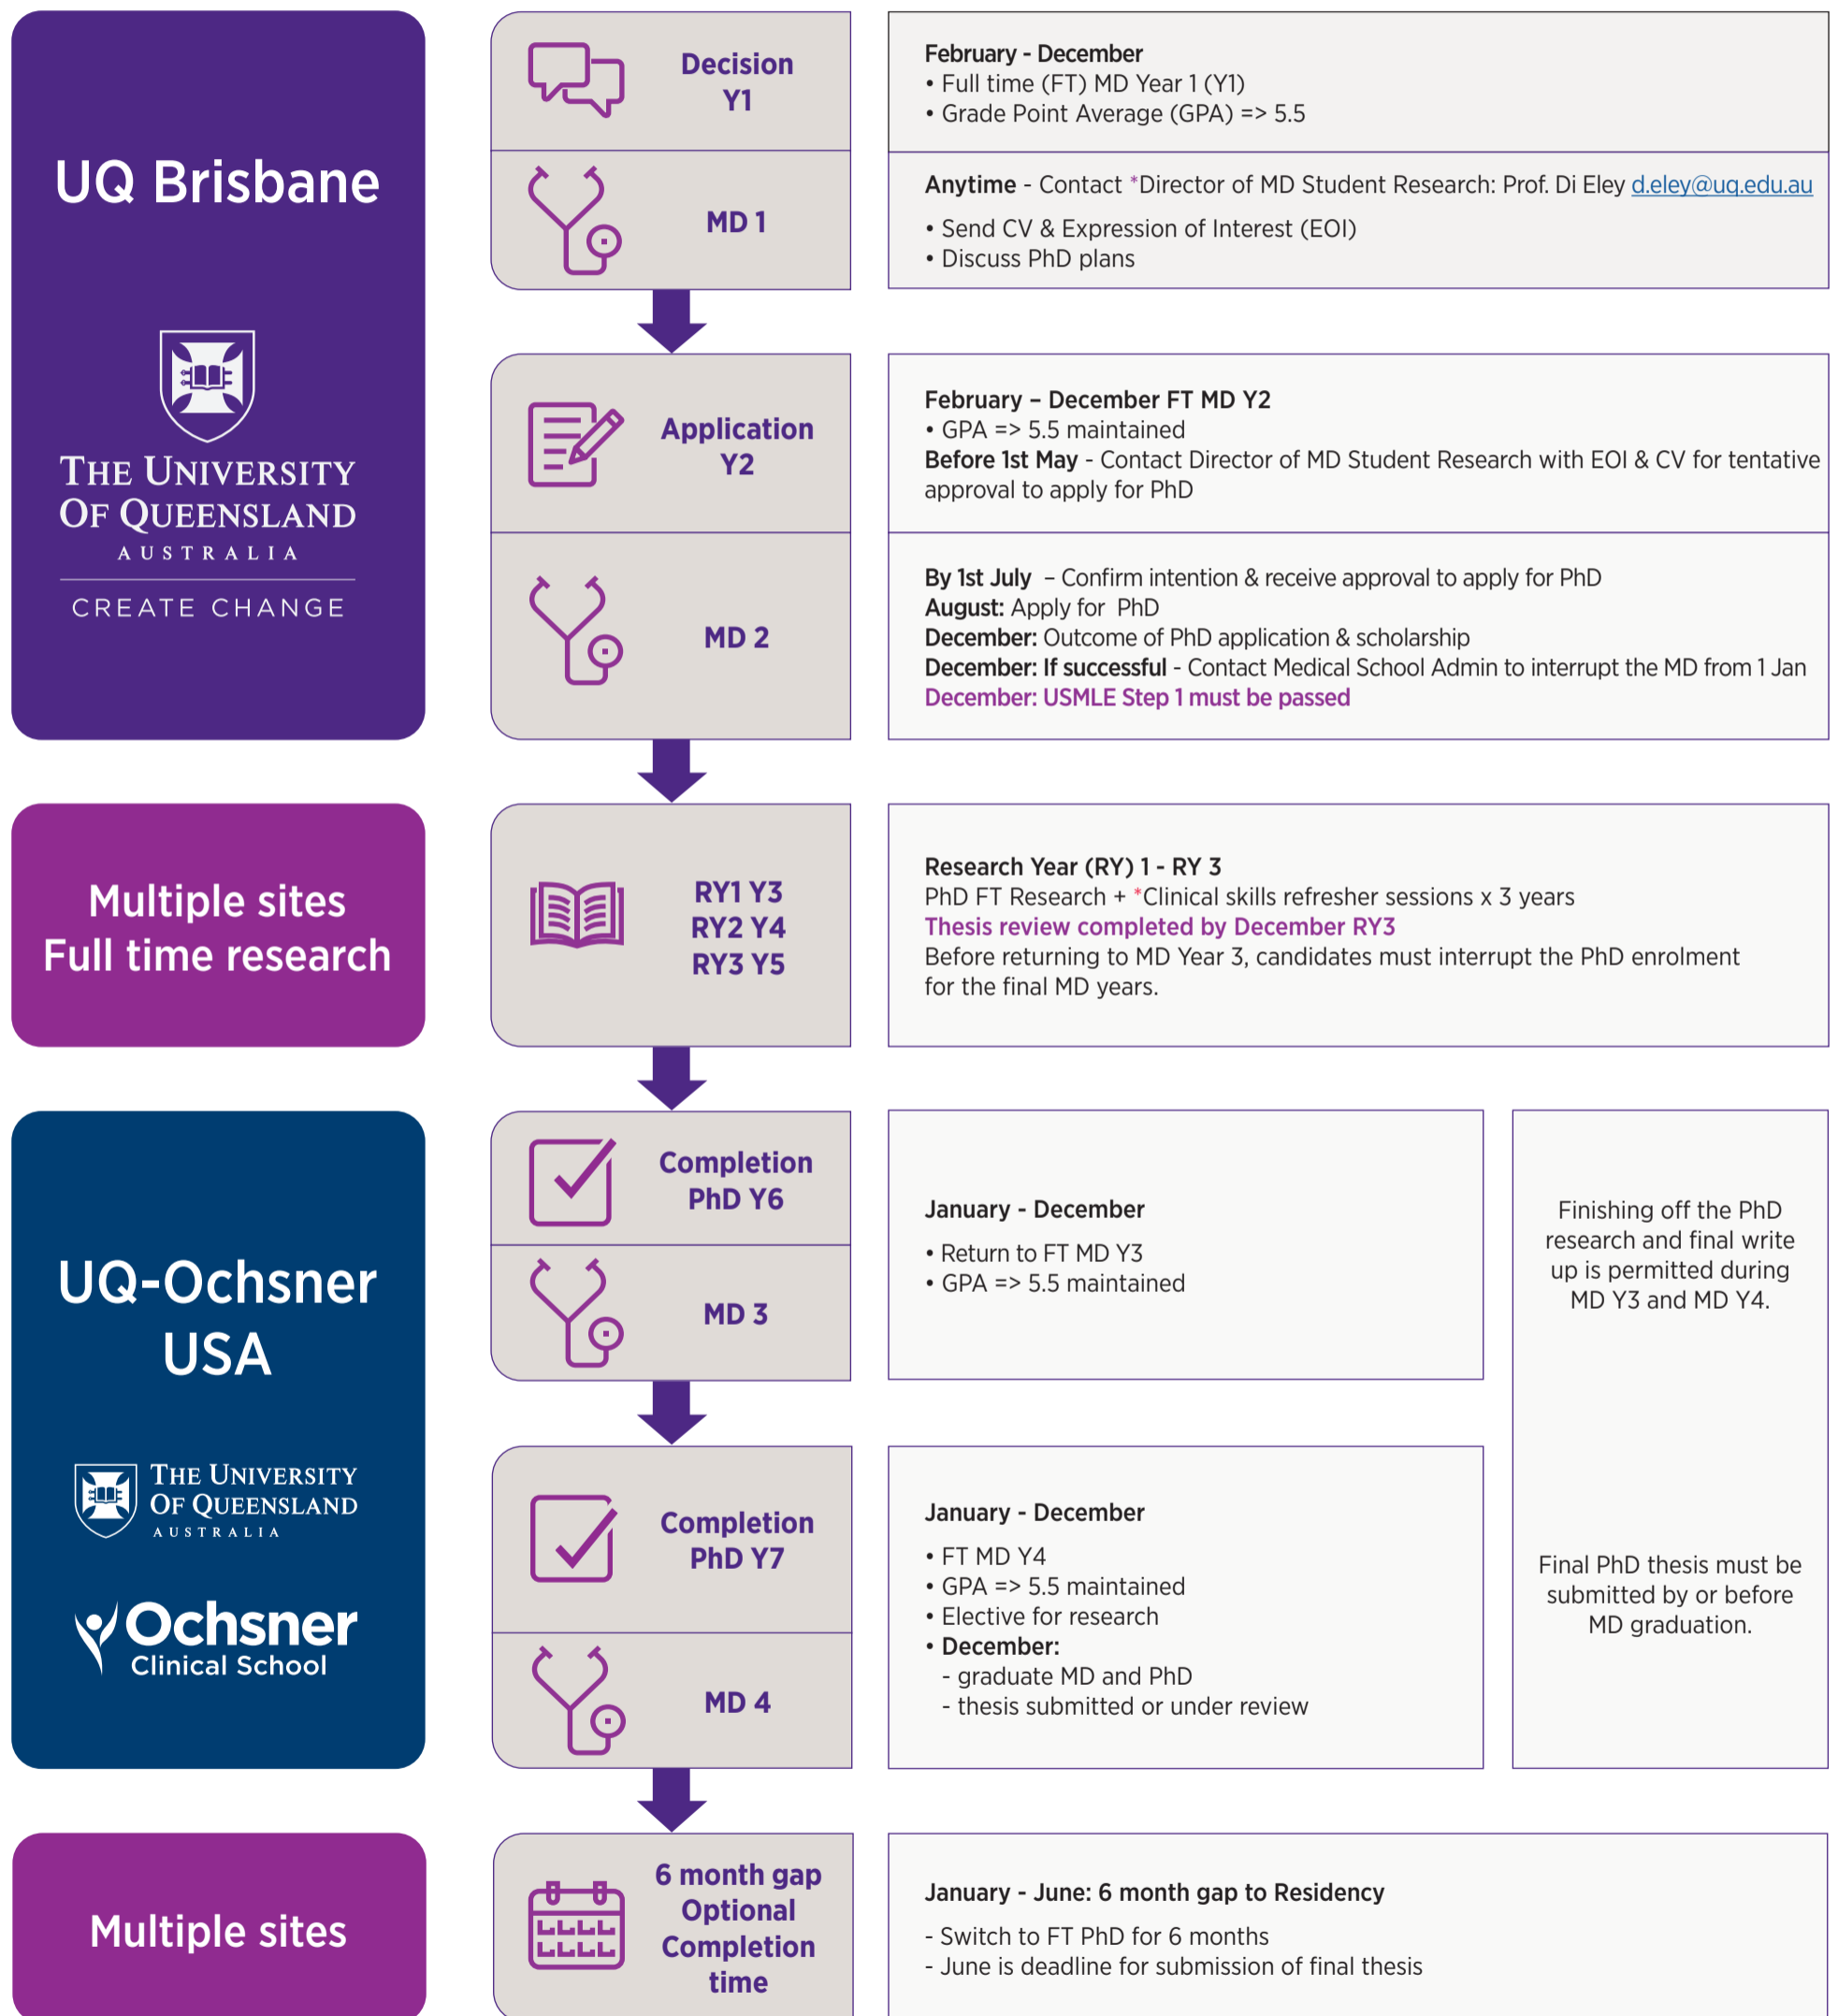 UQ Brisbane
THE UNIVERSITY
OF QUEENSLAND
AUSTRALIA
CREATE CHANGE
Decision
Y1
MD 1
February - December
• Full time (FT) MD Year 1 (Y1)
• Grade Point Average (GPA) => 5.5
Anytime - Contact *Director of MD Student Research: Prof. Di Eley d.eley@uq.edu.au
• Send CV & Expression of Interest (EOI)
• Discuss PhD plans
Application
Y2
MD 2
February – December FT MD Y2
• GPA => 5.5 maintained
Before 1st May - Contact Director of MD Student Research with EOI & CV for tentative
approval to apply for PhD
By 1st July – Confirm intention & receive approval to apply for PhD
August: Apply for PhD
December: Outcome of PhD application & scholarship
December: If successful - Contact Medical School Admin to interrupt the MD from 1 Jan
December: USMLE Step 1 must be passed
Multiple sites
Full time research
RY1 Y3
RY2 Y4
RY3 Y5
Research Year (RY) 1 - RY 3
PhD FT Research + *Clinical skills refresher sessions x 3 years
Thesis review completed by December RY3
Before returning to MD Year 3, candidates must interrupt the PhD enrolment
for the final MD years.
UQ-Ochsner
USA
THE UNIVERSITY
OF QUEENSLAND
AUSTRALIA
Ochsner
Clinical School
Completion
PhD Y6
MD 3
January - December
• Return to FT MD Y3
• GPA => 5.5 maintained
Finishing off the PhD
research and final write
up is permitted during
MD Y3 and MD Y4.
Completion
PhD Y7
MD 4
January - December
• FT MD Y4
• GPA => 5.5 maintained
• Elective for research
• December:
- graduate MD and PhD
- thesis submitted or under review
Final PhD thesis must be
submitted by or before
MD graduation.
Multiple sites
6 month gap
Optional
Completion
time
January - June: 6 month gap to Residency
- Switch to FT PhD for 6 months
- June is deadline for submission of final thesis